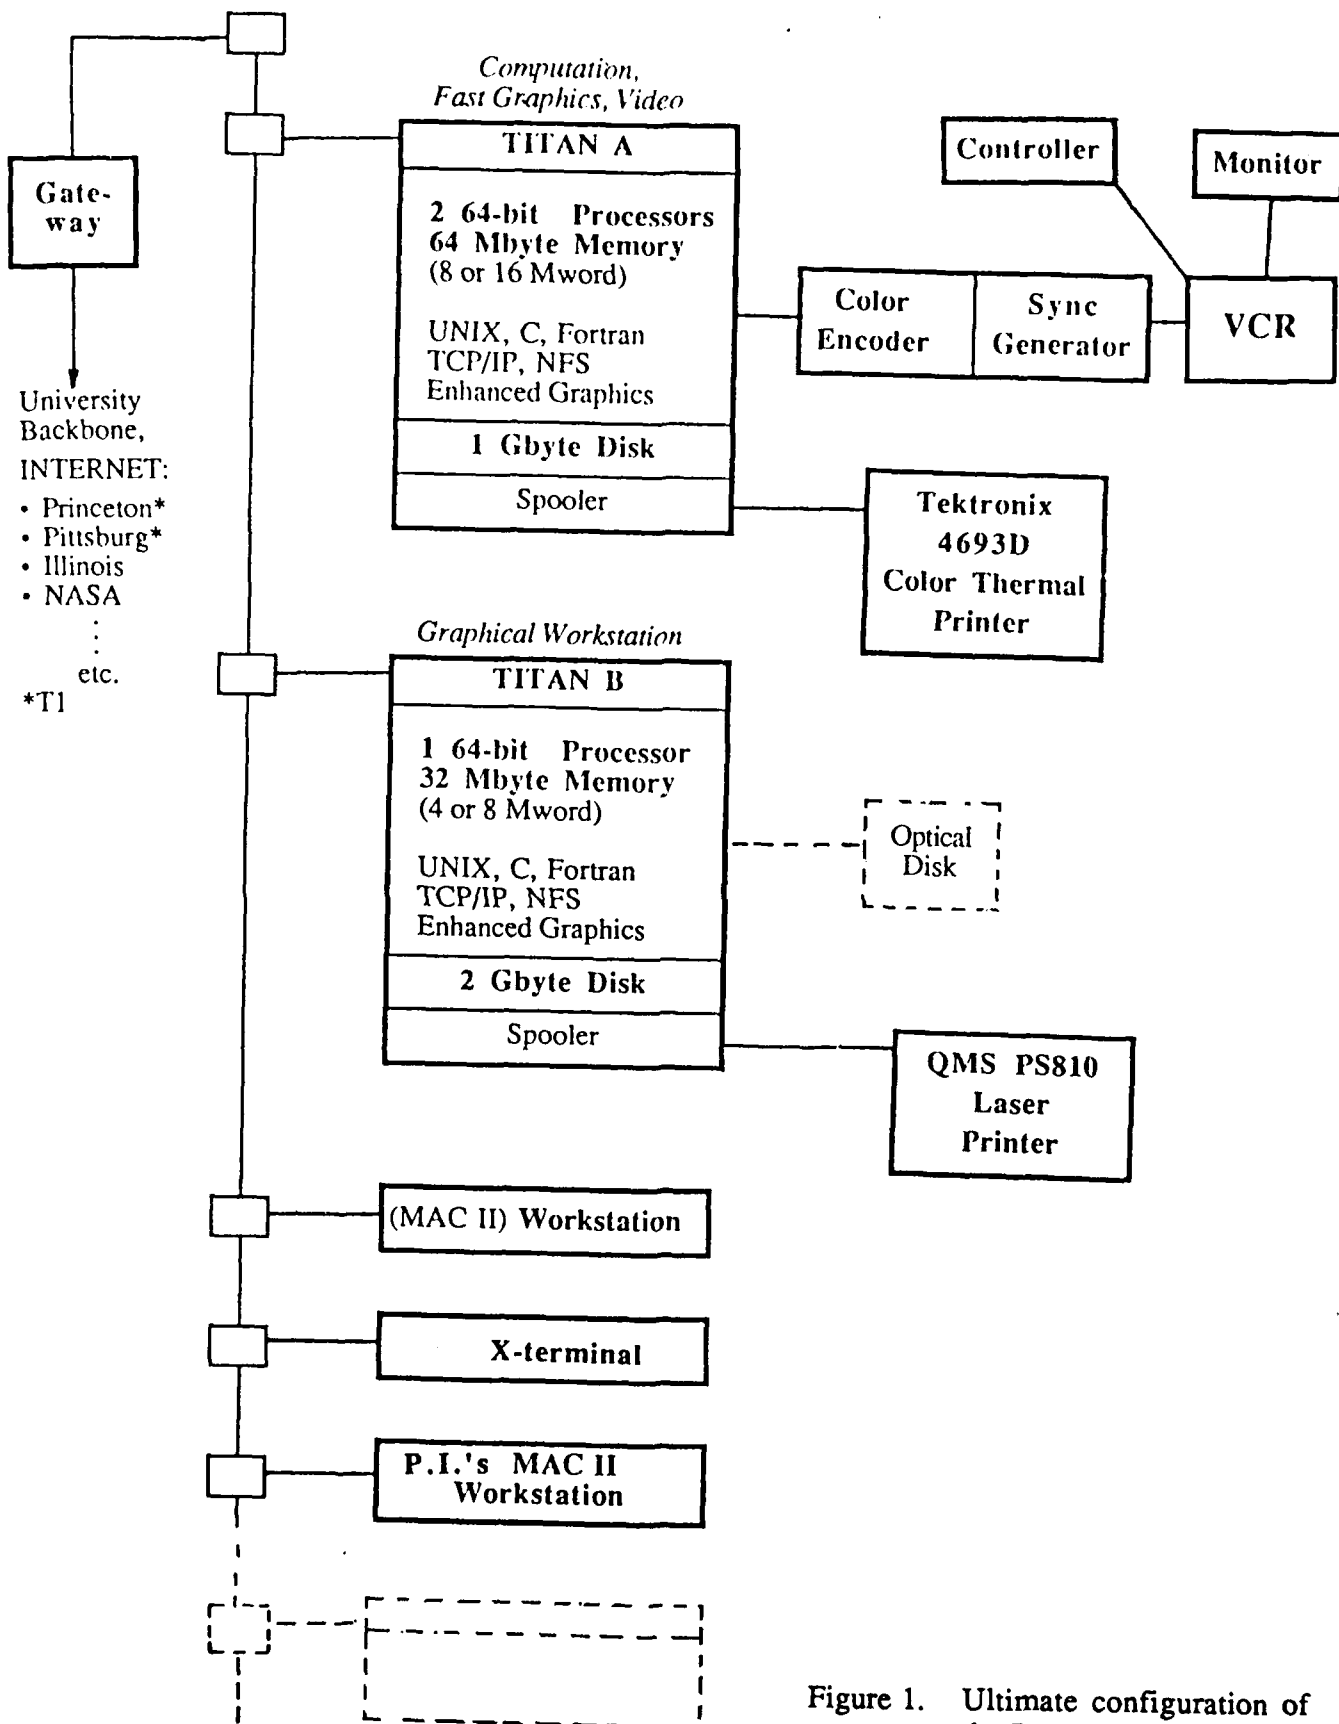 Computation,
Fast Graphics, Video
TITAN A
2 64-bit Processors
64 Mbyte Memory
(8 or 16 Mword)
UNIX, C, Fortran
TCP/IP, NFS
Enhanced Graphics
1 Gbyte Disk
Spooler
Controller
Monitor
Color
Encoder
Sync
Generator
VCR
Tektronix
4693D
Color Thermal
Printer
Gate-
way
University
Backbone,
INTERNET:
• Princeton*
• Pittsburg*
• Illinois
• NASA
etc.
*T1
Graphical Workstation
TITAN B
1 64-bit Processor
32 Mbyte Memory
(4 or 8 Mword)
UNIX, C, Fortran
TCP/IP, NFS
Enhanced Graphics
2 Gbyte Disk
Spooler
Optical
Disk
QMS PS810
Laser
Printer
(MAC II) Workstation
X-terminal
P.I.'s MAC II
Workstation
Figure 1. Ultimate configuration of